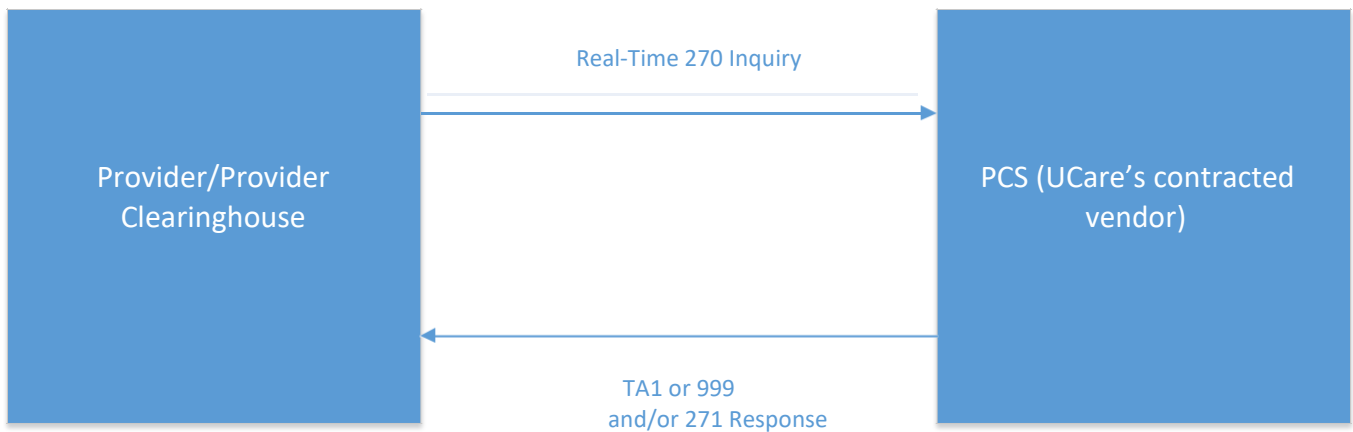 Real-Time 270 Inquiry
Provider/Provider
Clearinghouse
PCS (UCare’s contracted
vendor)
TA1 or 999
and/or 271 Response